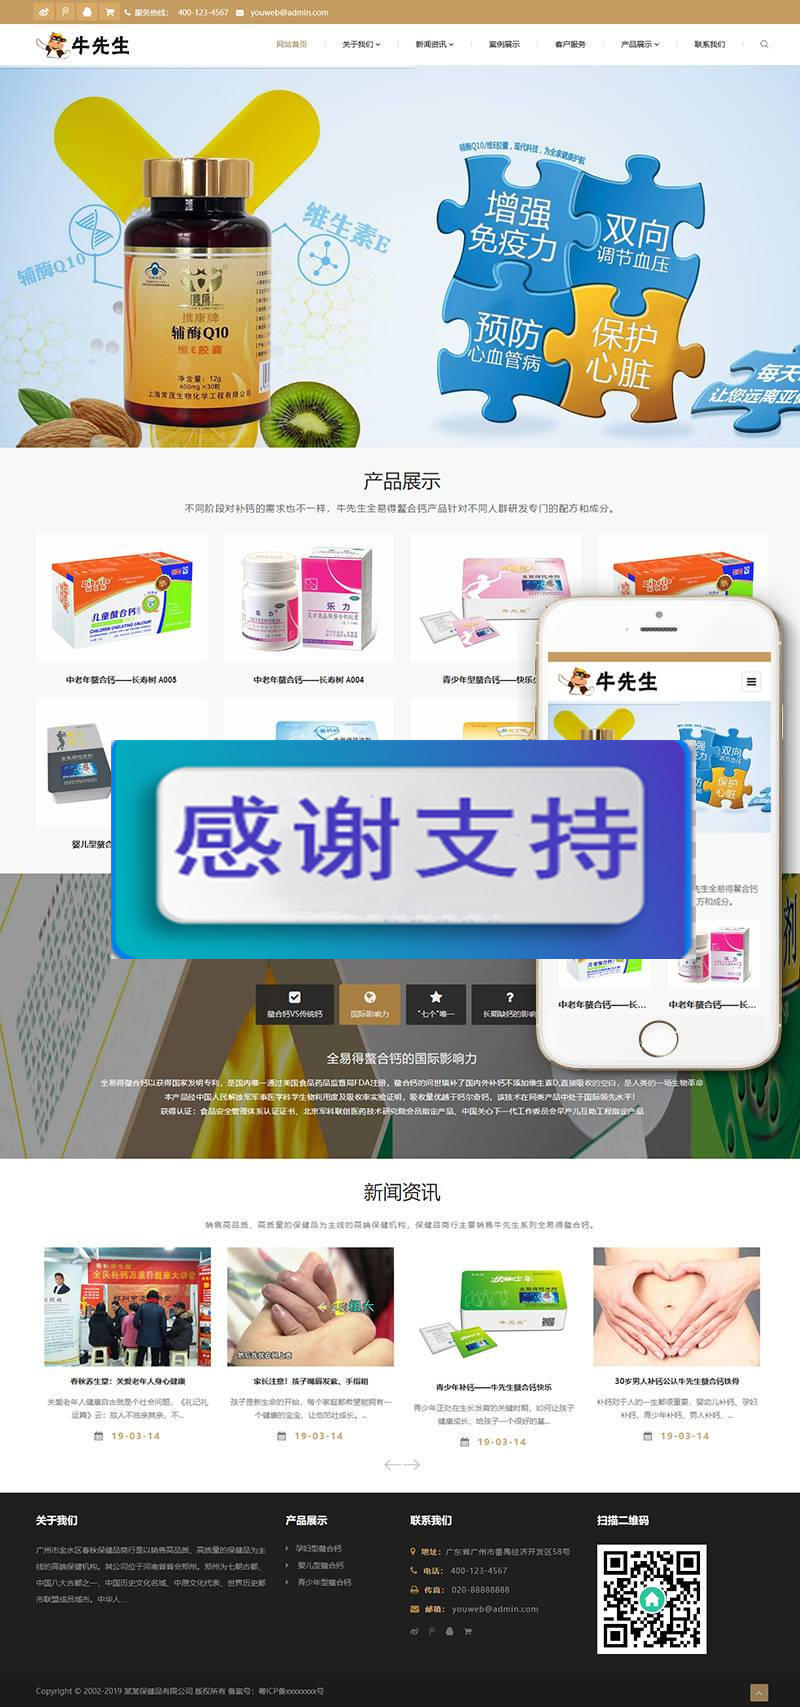 服务热线： 400-123-4567 youweb@admin.com
牛先生
网站首页 关于我们 新闻资讯 案例展示 客户服务 产品展示 联系我们
辅酶Q10/维E胶囊，现代科技，为全家健康护航
辅酶Q10
维生素E
携康牌
辅酶Q10
维E胶囊
净含量：12g
400mg×30粒
上海常茂生物化学工程有限公司
增强
免疫力
双向
调节血压
预防
心血管病
保护
心脏
每天
让您远离亚
产品展示
不同阶段对补钙的需求也不一样，牛先生全易得螯合钙产品针对不同人群研发专门的配方和成分。
儿童螯合钙
CHILDREN CHELATING CALCIUM
乐力
OSTEOFORM
乐力
中老年螯合钙——长寿树 A005
中老年螯合钙——长寿树 A004
青少年型螯合钙——快乐
婴儿型螯合
感谢支持
牛先生
增强
双向
调节血压
保护
心脏
先生全易得螯合钙
方和成分。
中老年螯合钙——长...
中老年螯合钙——长...
螯合钙VS传统钙
国际影响力
“七个”唯一
长期缺钙的影响
全易得螯合钙的国际影响力
全易得螯合钙以获得国家发明专利，是国内唯一通过美国食品药品监督局FDA注册，螯合钙的问世填补了国内外补钙不添加维生素D,直接吸收的空白，是人类的一场生物革命
本产品经中国人民解放军军事医学科学生物利用度及吸收率实验证明，吸收量优越于钙尔奇钙，该技术在同类产品中处于国际领先水平！
获得认证：食品安全管理体系认证证书、北京军科联创医药技术研究院会员指定产品、中国关心下一代工作委员会早产儿互助工程指定产品
新闻资讯
销售高品质、高质量的保健品为主线的高端保健机构，保健品商行主要销售牛先生系列全易得螯合钙。
春秋养生堂：关爱老年人身心健康
关爱老年人健康自古就是个社会问题，《礼记礼
运篇》云：故人不独亲其亲，不...
19-03-14
家长注意！孩子嘴唇发紫、手指粗
孩子是新生命的开始，每个家庭都希望能拥有一
个健康的宝宝，让他茁壮成长。...
19-03-14
青少年补钙——牛先生螯合钙快乐
青少年正处在生长发育的关键时期，如何让孩子
健康成长，给孩子一个很好的基...
19-03-14
30岁男人补钙公认牛先生螯合钙铁骨
补钙对于人的一生都很重要，婴幼儿补钙、孕妇
补钙、青少年补钙、男人补钙、...
19-03-14
关于我们
广州市金水区春秋保健品商行是以销售高品质、高质量的保健品为主
线的高端保健机构。其公司位于河南省省会郑州。郑州为七朝古都、
中国八大古都之一、中国历史文化名城、中原文化代表、世界历史都
市联盟成员城市。中华人...
产品展示
孕妇型螯合钙
婴儿型螯合钙
青少年型螯合钙
联系我们
地址：广东省广州市番禺经济开发区58号
电话： 400-123-4567
传真： 020-88888888
邮箱： youweb@admin.com
扫描二维码
Copyright © 2002-2019 某某保健品有限公司 版权所有 备案号：粤ICP备xxxxxxxx号